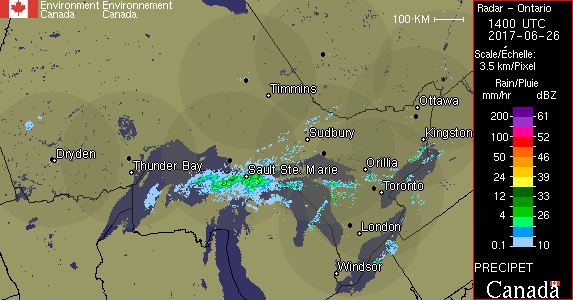 Environment Environnement
Canada Canada
100 KM
Timmins
Ottawa
Sudbury
Kingston
Dryden
Thunder Bay
Sault Ste. Marie
Orillia
Toronto
London
Windsor
Radar - Ontario
1400 UTC
2017-06-26
Scale/Échelle:
3.5 km/Pixel
Rain/Pluie
mm/hr dBZ
200 61
100 52
50 46
24 39
12 33
4 26
0.1 10
PRECIPET
Canada